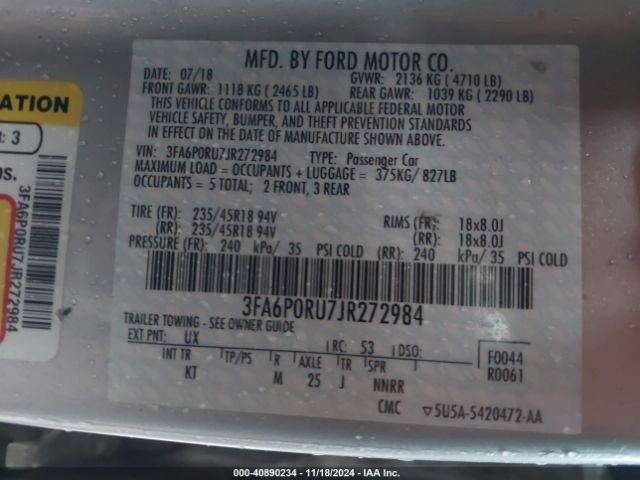 MFD. BY FORD MOTOR CO.
DATE: 07/18 GVWR: 2136 KG ( 4710 LB)
FRONT GAWR: 1118 KG ( 2465 LB) REAR GAWR: 1039 KG ( 2290 LB)
THIS VEHICLE CONFORMS TO ALL APPLICABLE FEDERAL MOTOR
VEHICLE SAFETY, BUMPER, AND THEFT PREVENTION STANDARDS
IN EFFECT ON THE DATE OF MANUFACTURE SHOWN ABOVE.
VIN: 3FA6P0RU7JR272984 TYPE: Passenger Car
MAXIMUM LOAD = OCCUPANTS + LUGGAGE = 375KG/ 827LB
OCCUPANTS = 5 TOTAL; 2 FRONT, 3 REAR
TIRE (FR): 235/45R18 94V RIMS (FR): 18x8.0J
(RR): 235/45R18 94V (RR): 18x8.0J
PRESSURE (FR): 240 kPa/ 35 PSI COLD (RR): 240 kPa/ 35 PSI COLD
3FA6P0RU7JR272984
TRAILER TOWING - SEE OWNER GUIDE
EXT PNT: UX RC: 53 DSO: F0044
INT TR TP/PS R AXLE TR SPR R0061
KT M 25 J NNRR
CMC 5U5A-5420472-AA
ATION
: 3
os.
3FA6P0RU7JR272984
000-40890234 - 11/18/2024 - IAA Inc.